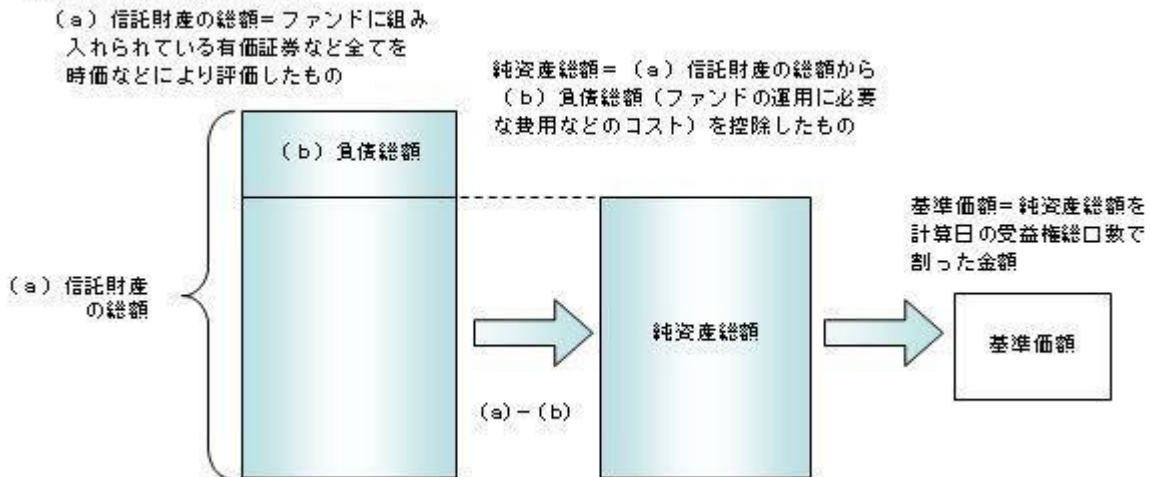 (a) 信託財産の総額=ファンドに組み
入れられている有価証券など全てを
時価などにより評価したもの
純資産総額= (a) 信託財産の総額から
(b) 負債総額(ファンドの運用に必要
な費用などのコスト)を控除したもの
(b) 負債総額
基準価額=純資産総額を
計算日の受益権総口数で
割った金額
(a) 信託財産
の総額
純資産総額
基準価額
(a)-(b)